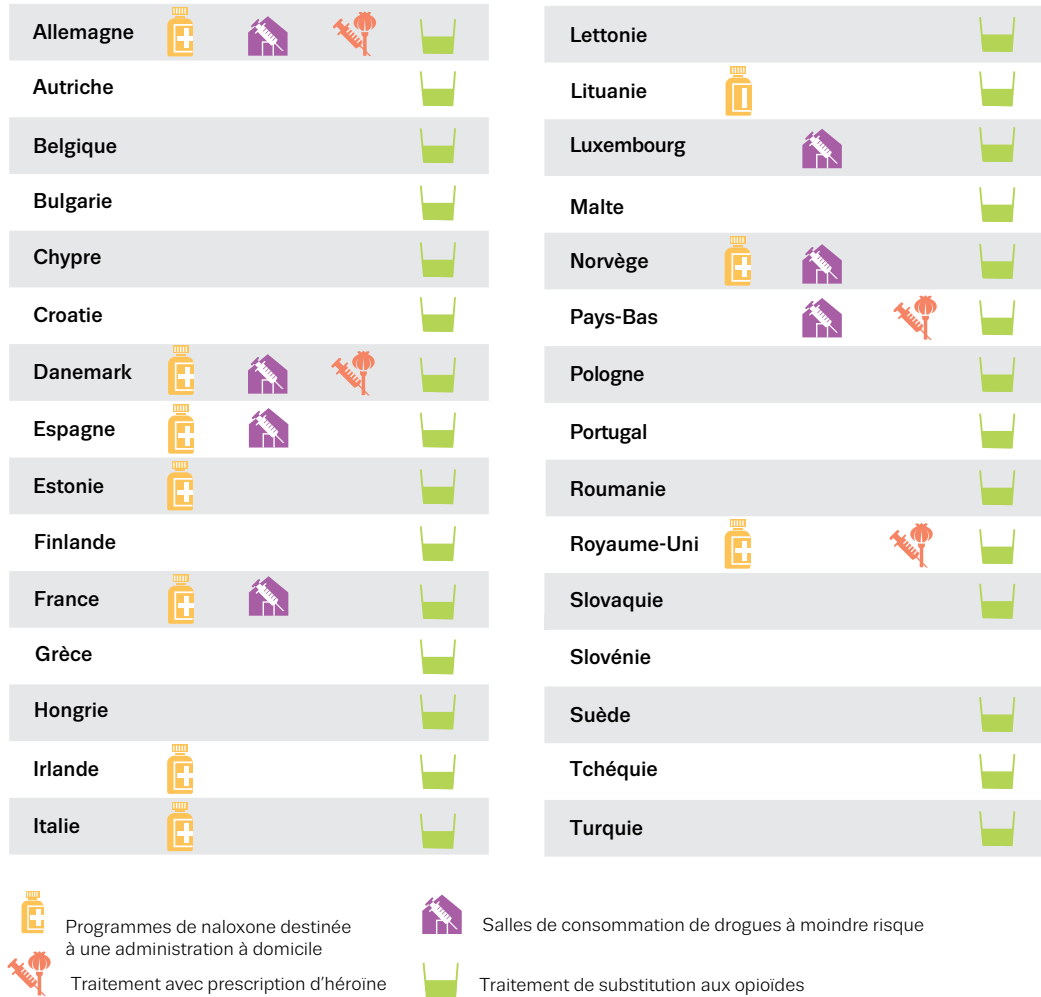 Allemagne
Autriche
Belgique
Bulgarie
Chypre
Croatie
Danemark
Espagne
Estonie
Finlande
France
Grèce
Hongrie
Irlande
Italie
Lettonie
Lituanie
Luxembourg
Malte
Norvège
Pays-Bas
Pologne
Portugal
Roumanie
Royaume-Uni
Slovaquie
Slovénie
Suède
Tchéquie
Turquie
Programmes de naloxone destinée
à une administration à domicile
Traitement avec prescription d'héroïne
Salles de consommation de drogues à moindre risque
Traitement de substitution aux opioïdes